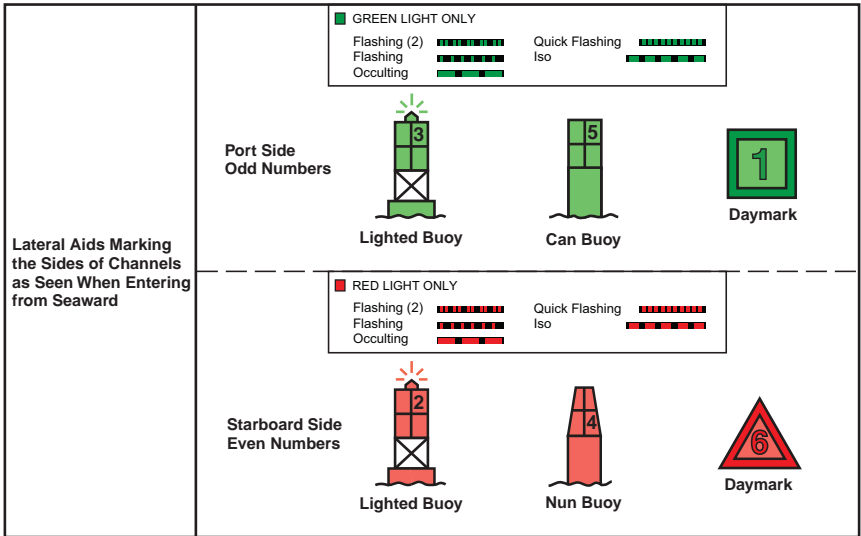 GREEN LIGHT ONLY
Flashing (2)
Quick Flashing
Flashing
Iso
Occulting
Port Side
Odd Numbers
3
5
1
Lighted Buoy
Can Buoy
Daymark
Lateral Aids Marking
the Sides of Channels
as Seen When Entering
from Seaward
RED LIGHT ONLY
Flashing (2)
Quick Flashing
Flashing
Iso
Occulting
Starboard Side
Even Numbers
2
4
6
Lighted Buoy
Nun Buoy
Daymark